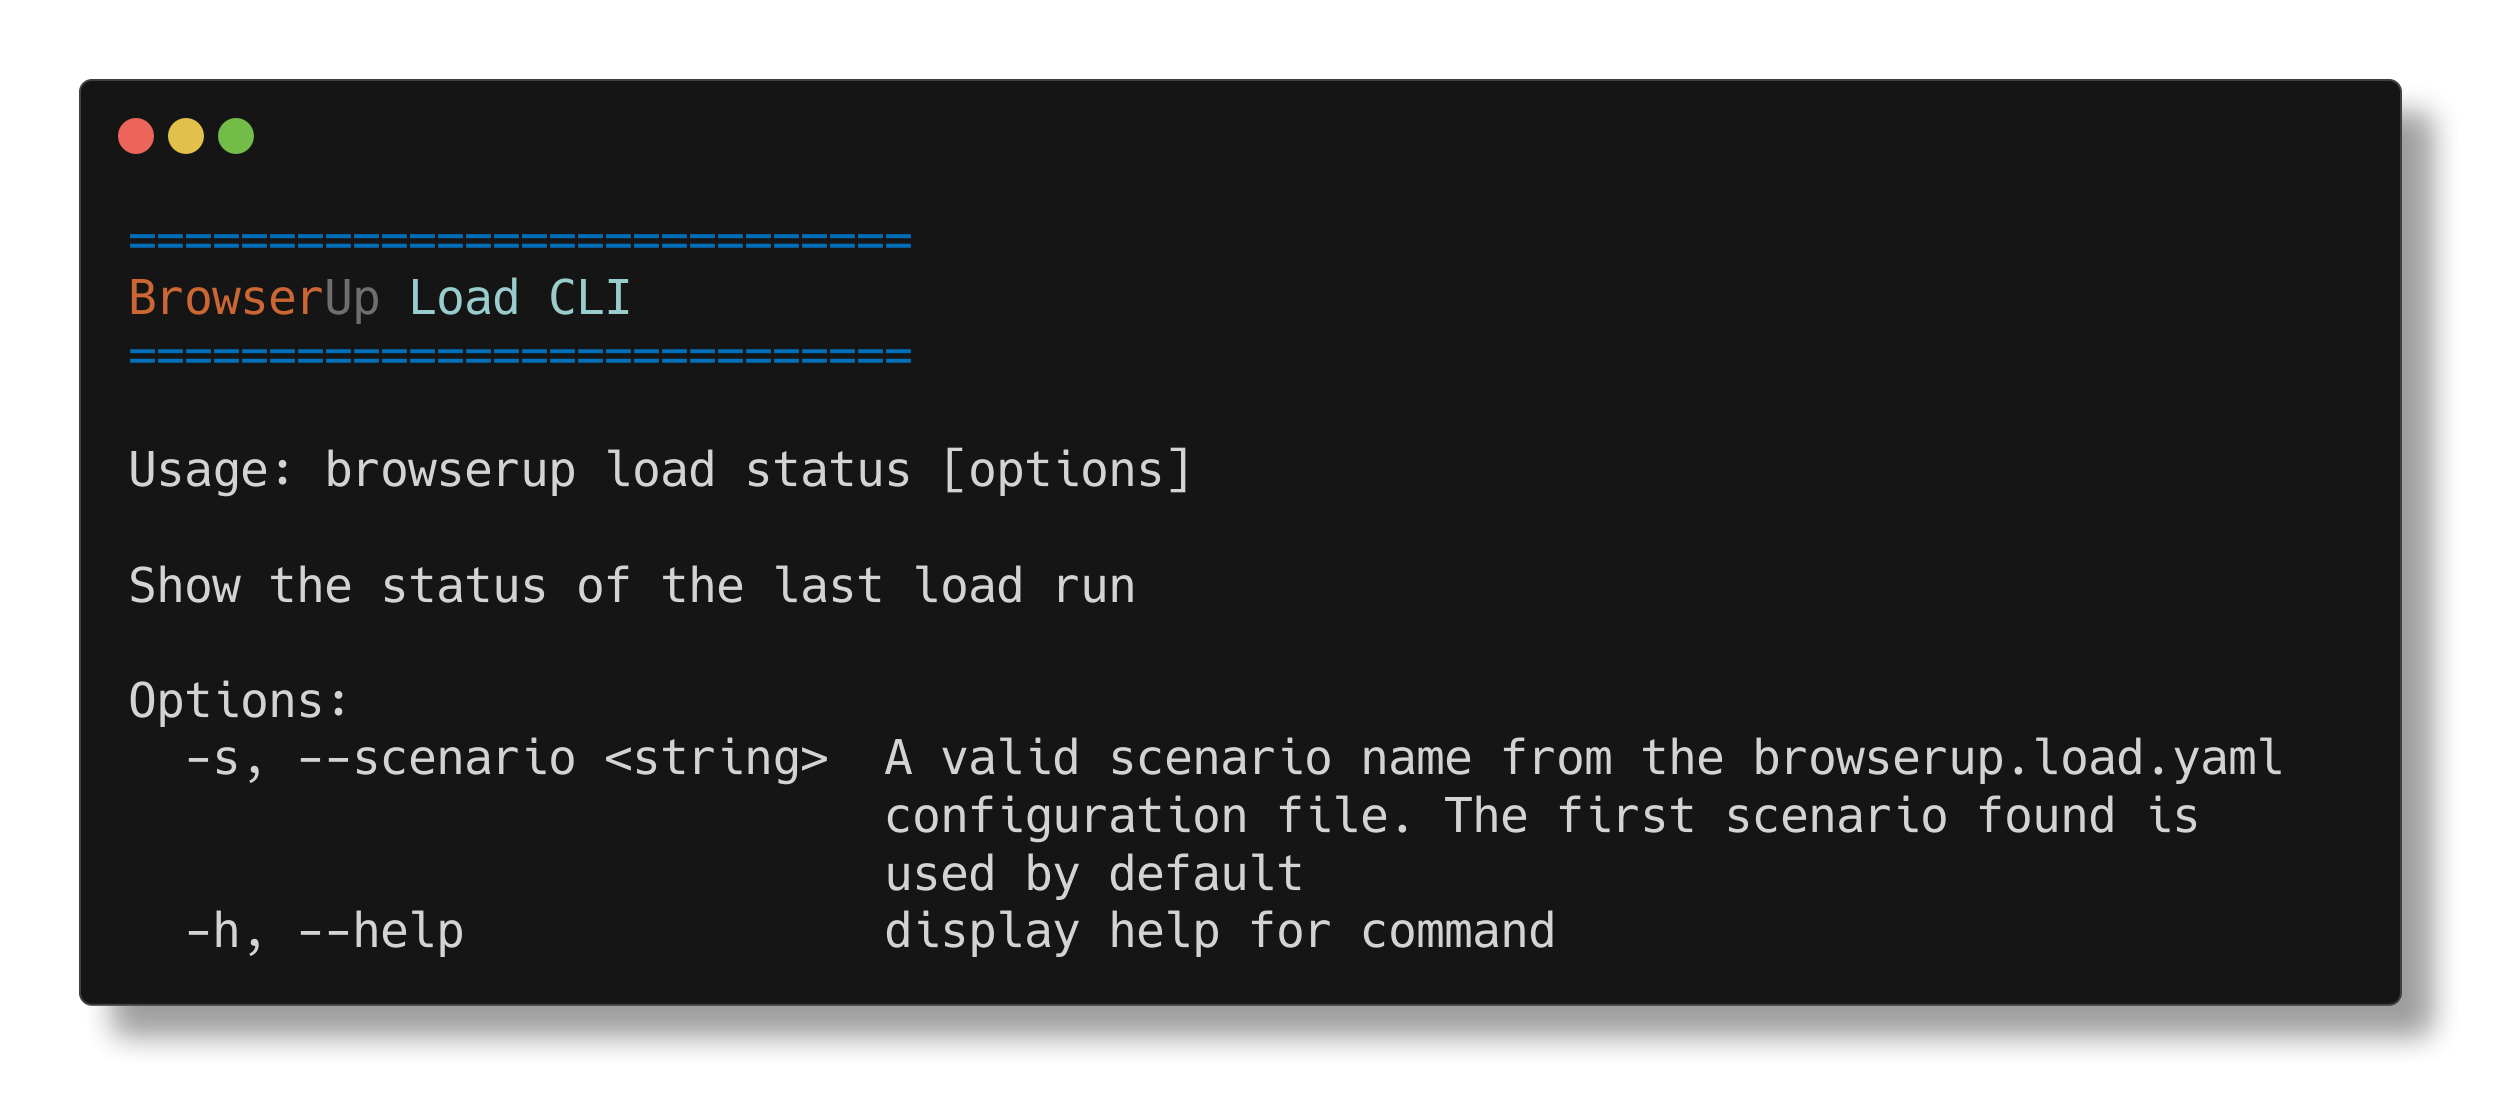 ============================
BrowserUp Load CLI
============================
Usage: browserup load status [options]
Show the status of the last load run
Options:
  -s, --scenario <string>  A valid scenario name from the browserup.load.yaml
                           configuration file. The first scenario found is
                           used by default
  -h, --help               display help for command